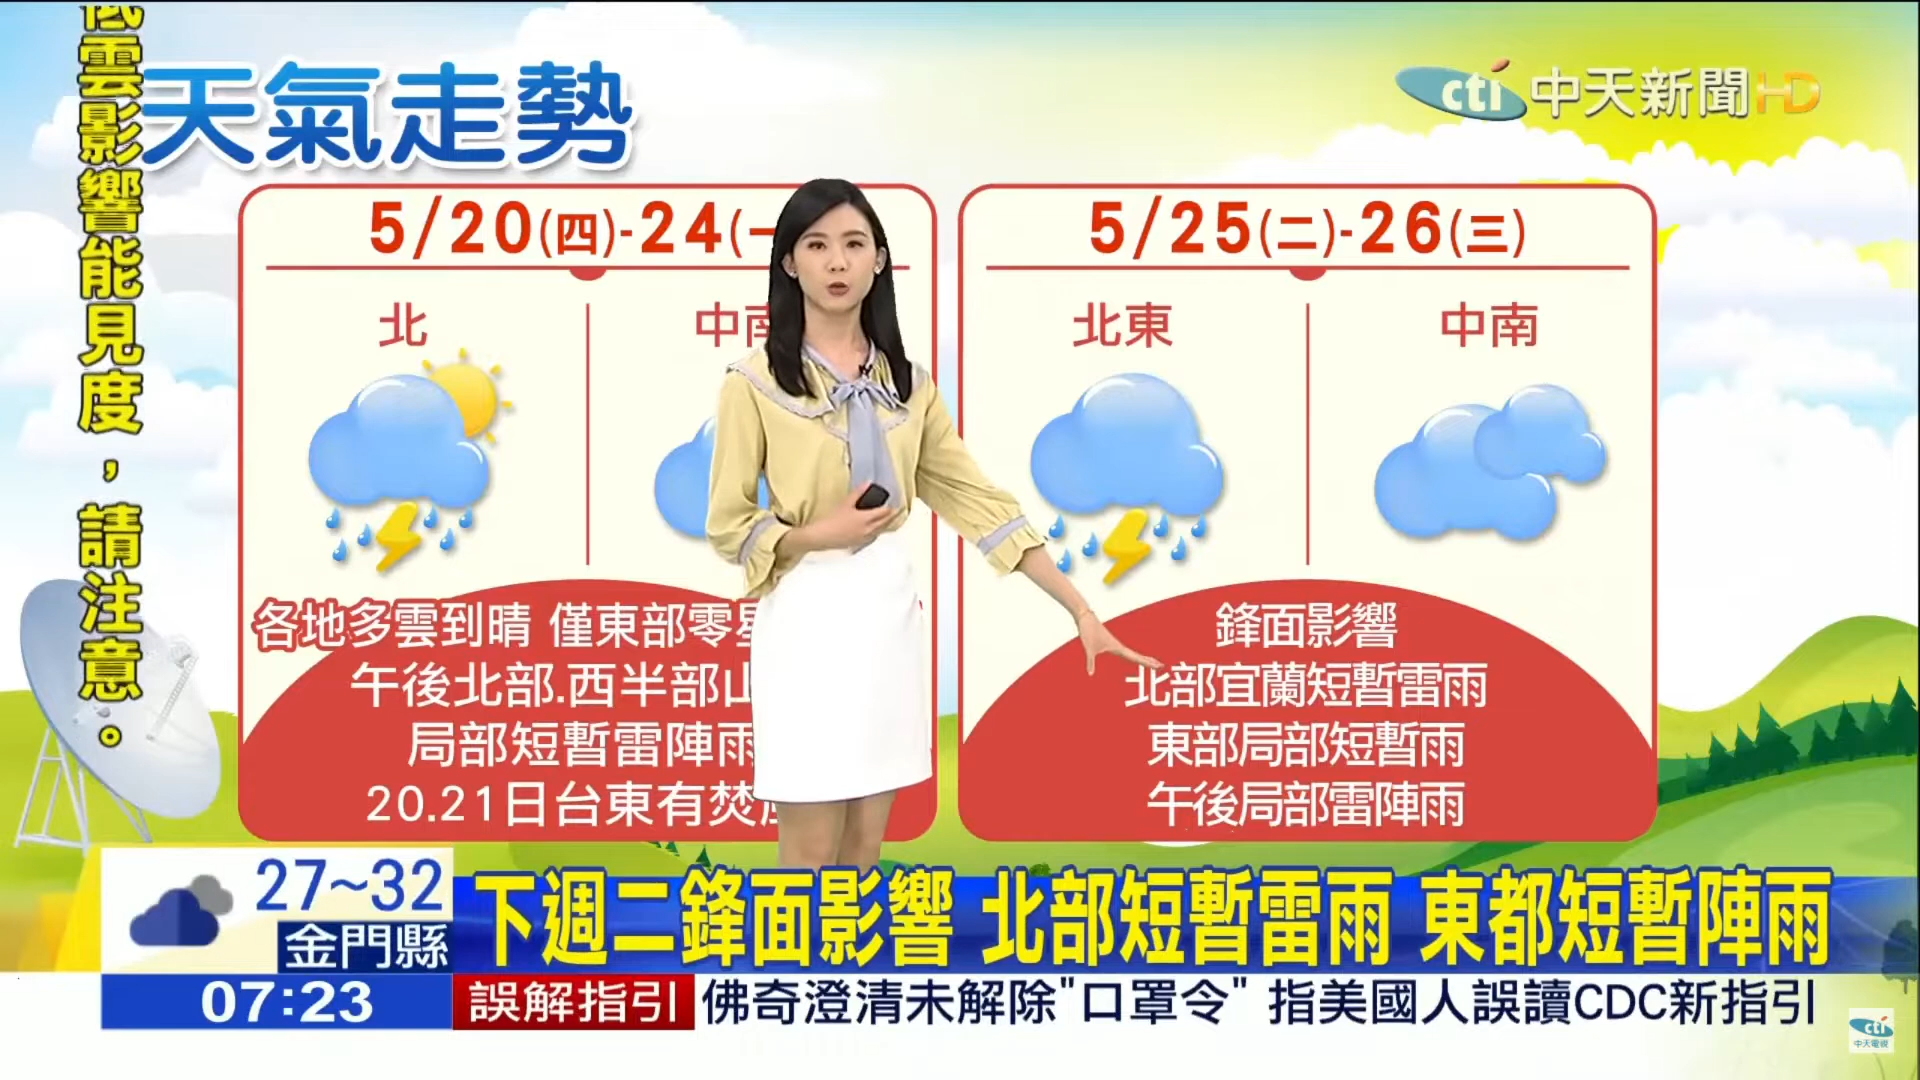 低雲影響能見度，請注意。
天氣走勢
cti 中天新聞HD
5/20(四)-24(一
北
中南
各地多雲到晴 僅東部零星
午後北部.西半部山
局部短暫雷陣雨
20.21日台東有焚
5/25(二)-26(三)
北東
中南
鋒面影響
北部宜蘭短暫雷雨
東部局部短暫雨
午後局部雷陣雨
27~32
金門縣
下週二鋒面影響 北部短暫雷雨 東都短暫陣雨
07:23
誤解指引
佛奇澄清未解除"口罩令" 指美國人誤讀CDC新指引
cti
中天電視